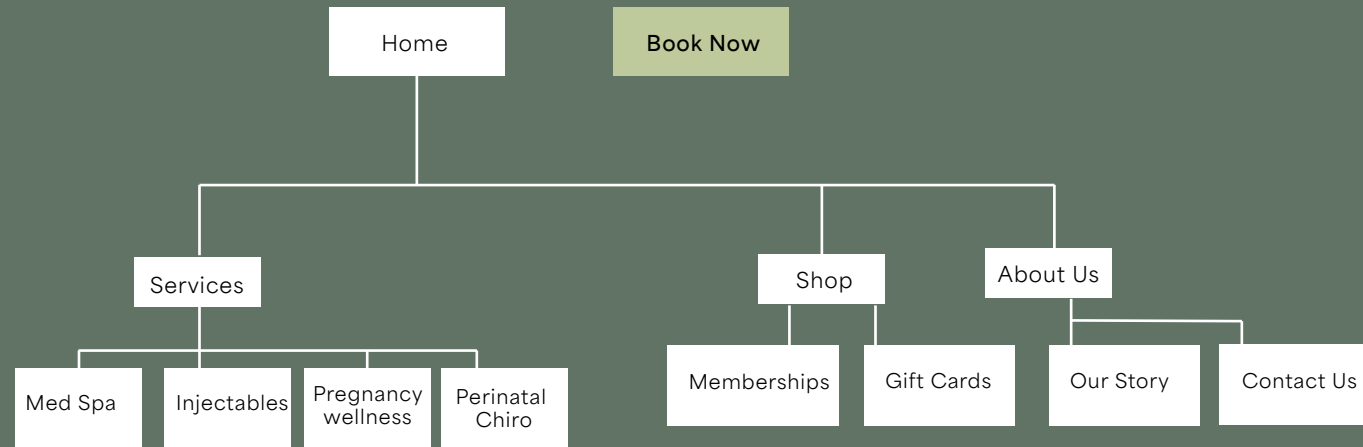 Home
Book Now
Services
Shop
About Us
Med Spa
Injectables
Pregnancy
wellness
Perinatal
Chiro
Memberships
Gift Cards
Our Story
Contact Us